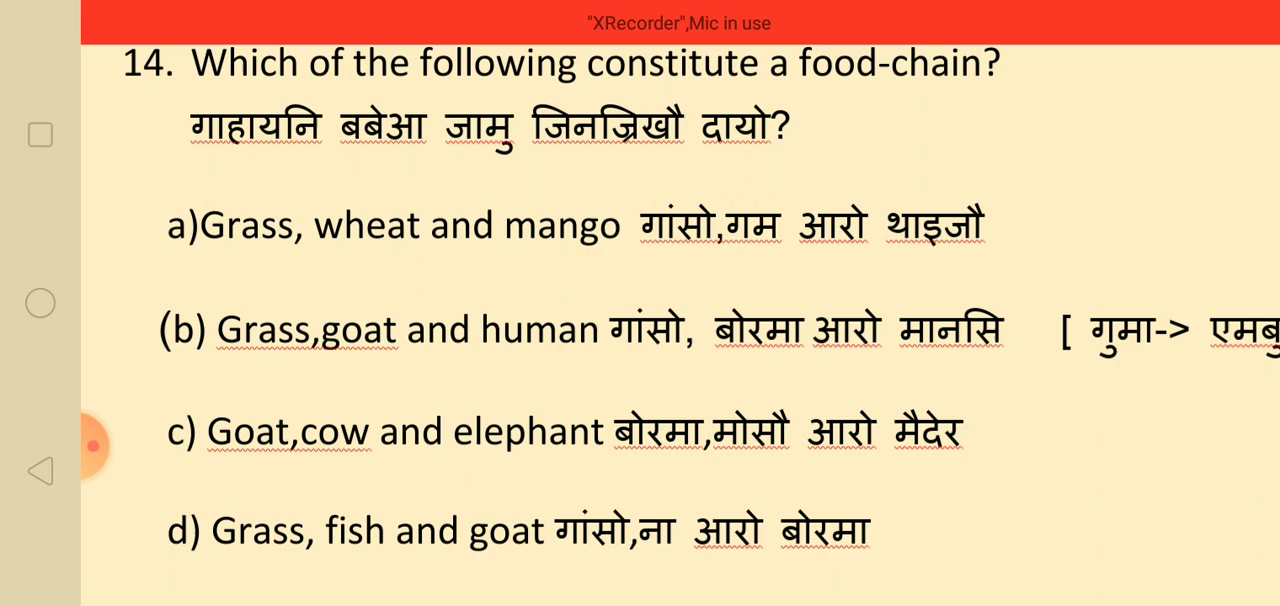 "XRecorder",Mic in use
14. Which of the following constitute a food-chain?
गाहायनि बबेआ जामु जिनज्रिखौ दायो?
a)Grass, wheat and mango गांसो,गम आरो थाइजौ
(b) Grass,goat and human गांसो, बोरमा आरो मानसि [ गुमा->
c) Goat,cow and elephant बोरमा,मोसौ आरो मैदेर
d) Grass, fish and goat गांसो,ना आरो बोरमा